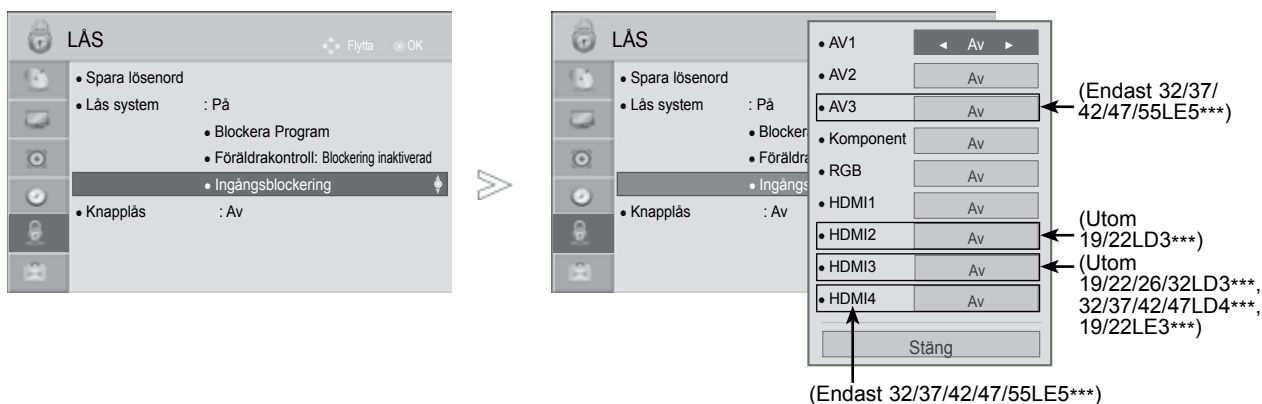 LÅS
Flytta OK
• Spara lösenord
• Lås system : På
• Blockera Program
• Föräldrakontroll: Blockering inaktiverad
• Ingångsblockering
• Knapplås : Av
LÅS
• Spara lösenord
• Lås system : På
• Blocker
• Föräldra
• Ingångs
• Knapplås : Av
• AV1 ◄ Av ►
• AV2 Av
• AV3 Av
• Komponent Av
• RGB Av
• HDMI1 Av
• HDMI2 Av
• HDMI3 Av
• HDMI4 Av
Stäng
(Endast 32/37/
42/47/55LE5***)
(Utom
19/22LD3***)
(Utom
19/22/26/32LD3***,
32/37/42/47LD4***,
19/22LE3***)
(Endast 32/37/42/47/55LE5***)